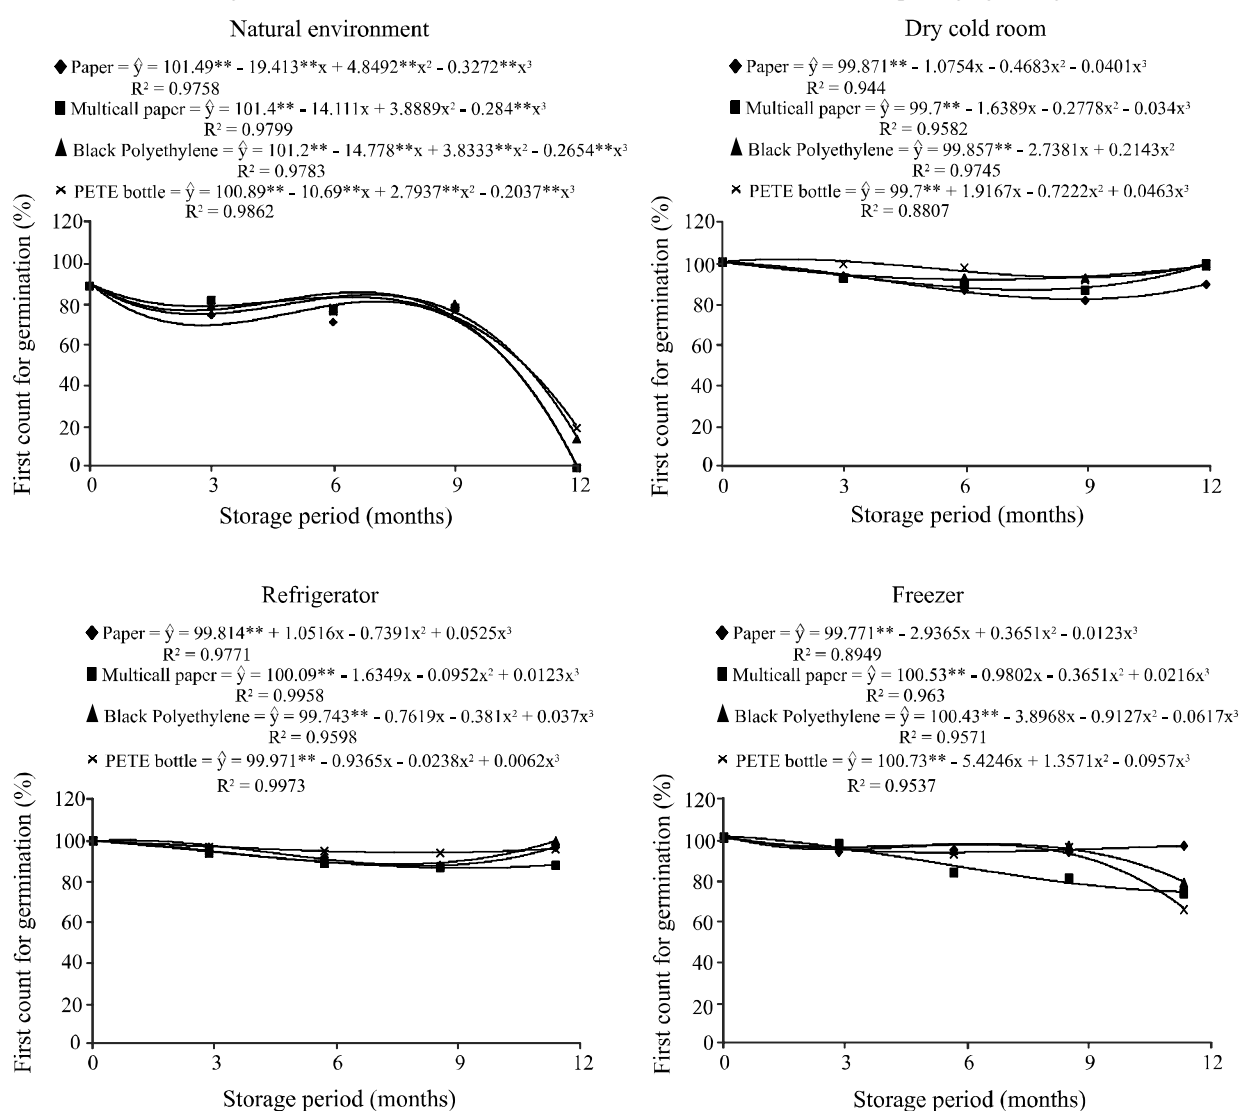 Natural environment
◆ Paper = ŷ = 101.49** - 19.413**x + 4.8492**x² - 0.3272**x³
R² = 0.9758
■ Multicall paper = ŷ = 101.4** - 14.111x + 3.8889x² - 0.284**x³
R² = 0.9799
▲ Black Polyethylene = ŷ = 101.2** - 14.778**x + 3.8333**x² - 0.2654**x³
R² = 0.9783
× PETE bottle = ŷ = 100.89** - 10.69**x + 2.7937**x² - 0.2037**x³
R² = 0.9862
First count for germination (%)
120
100
80
60
40
20
0
0 3 6 9 12
Storage period (months)
Dry cold room
◆ Paper = ŷ = 99.871** - 1.0754x - 0.4683x² - 0.0401x³
R² = 0.944
■ Multicall paper = ŷ = 99.7** - 1.6389x - 0.2778x² - 0.034x³
R² = 0.9582
▲ Black Polyethylene = ŷ = 99.857** - 2.7381x + 0.2143x²
R² = 0.9745
× PETE bottle = ŷ = 99.7** + 1.9167x - 0.7222x² + 0.0463x³
R² = 0.8807
First count for germination (%)
120
100
80
60
40
20
0
0 3 6 9 12
Storage period (months)
Refrigerator
◆ Paper = ŷ = 99.814** + 1.0516x - 0.7391x² + 0.0525x³
R² = 0.9771
■ Multicall paper = ŷ = 100.09** - 1.6349x - 0.0952x² + 0.0123x³
R² = 0.9958
▲ Black Polyethylene = ŷ = 99.743** - 0.7619x - 0.381x² + 0.037x³
R² = 0.9598
× PETE bottle = ŷ = 99.971** - 0.9365x - 0.0238x² + 0.0062x³
R² = 0.9973
First count for germination (%)
120
100
80
60
40
20
0
0 3 6 9 12
Storage period (months)
Freezer
◆ Paper = ŷ = 99.771** - 2.9365x + 0.3651x² - 0.0123x³
R² = 0.8949
■ Multicall paper = ŷ = 100.53** - 0.9802x - 0.3651x² + 0.0216x³
R² = 0.963
▲ Black Polyethylene = ŷ = 100.43** - 3.8968x - 0.9127x² - 0.0617x³
R² = 0.9571
× PETE bottle = ŷ = 100.73** - 5.4246x + 1.3571x² - 0.0957x³
R² = 0.9537
First count for germination (%)
120
100
80
60
40
20
0
0 3 6 9 12
Storage period (months)